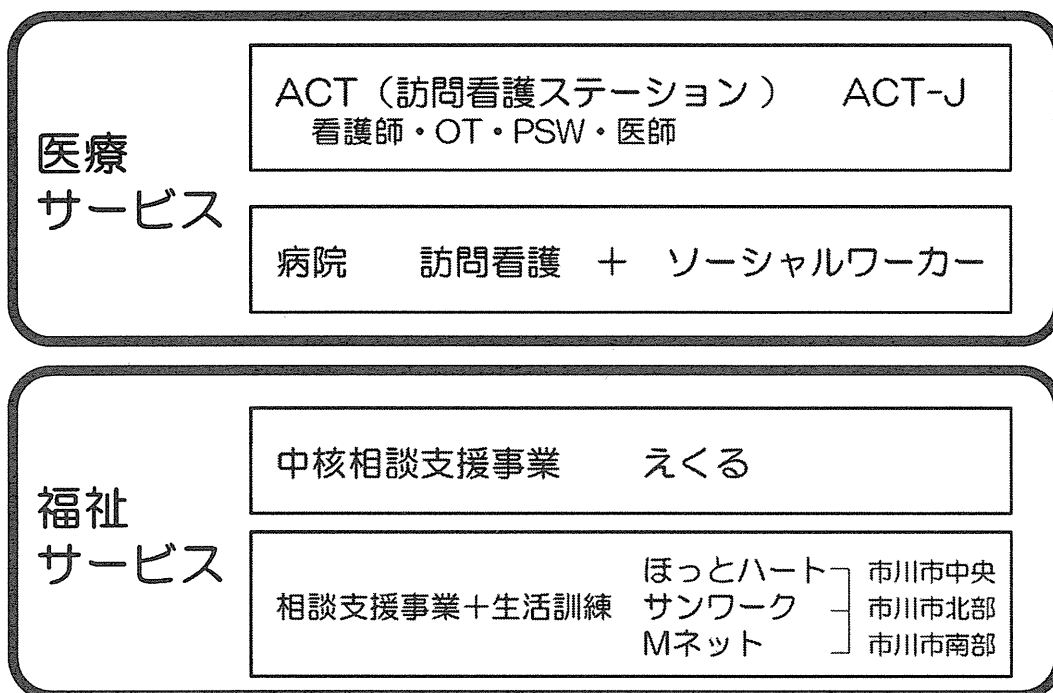 医療
サービス
ACT（訪問看護ステーション） ACT-J
看護師・OT・PSW・医師
病院 訪問看護 ＋ ソーシャルワーカー
福祉
サービス
中核相談支援事業 えくる
相談支援事業＋生活訓練
ほっとハート 市川市中央
サンワーク 市川市北部
Mネット 市川市南部